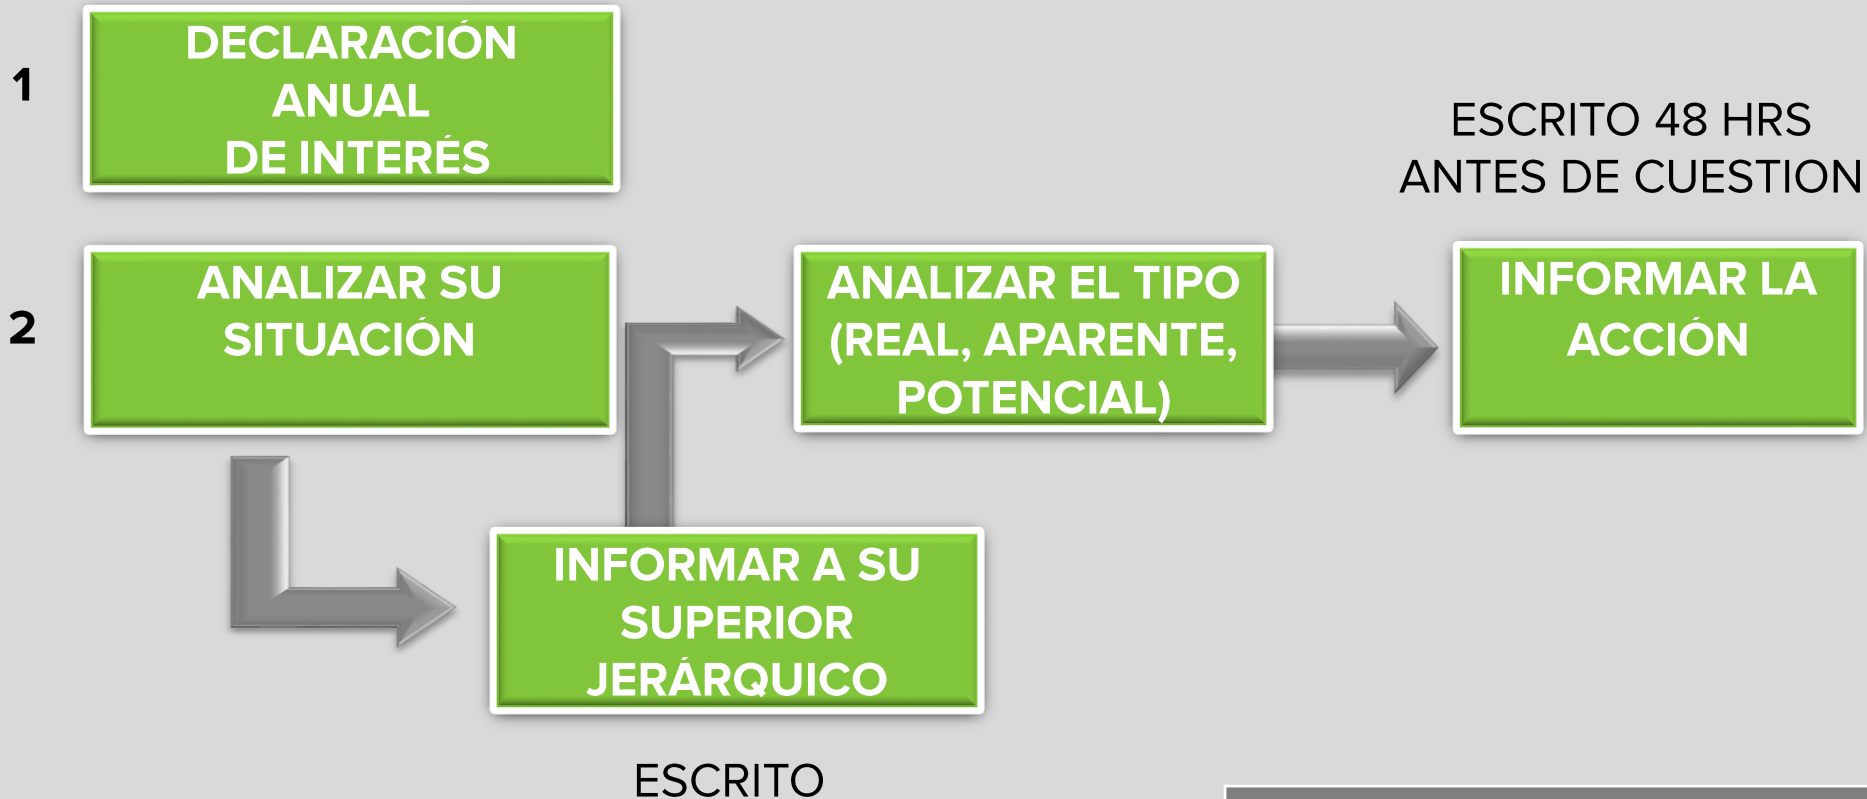 1
DECLARACIÓN
ANUAL
DE INTERÉS
ESCRITO 48 HRS
ANTES DE CUESTION
2
ANALIZAR SU
SITUACIÓN
ANALIZAR EL TIPO
(REAL, APARENTE,
POTENCIAL)
INFORMAR LA
ACCIÓN
INFORMAR A SU
SUPERIOR
JERÁRQUICO
ESCRITO